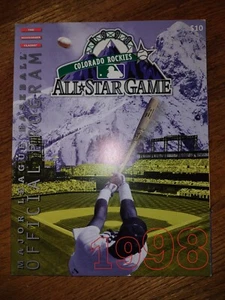 $10
COLORADO ROCKIES
ALL★STAR GAME
MAJOR LEAGUE BASEBALL
OFFICIAL PROGRAM
1998